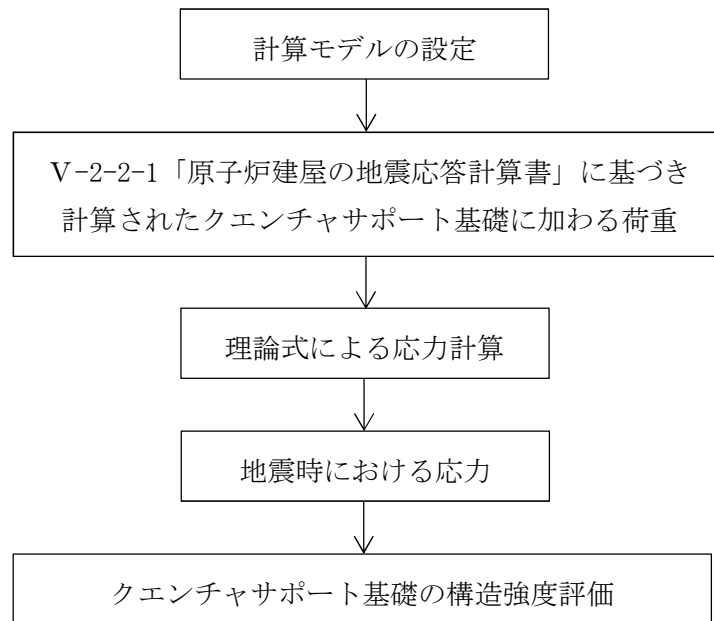 計算モデルの設定
Ⅴ-2-2-1「原子炉建屋の地震応答計算書」に基づき
計算されたクエンチャサポート基礎に加わる荷重
理論式による応力計算
地震時における応力
クエンチャサポート基礎の構造強度評価